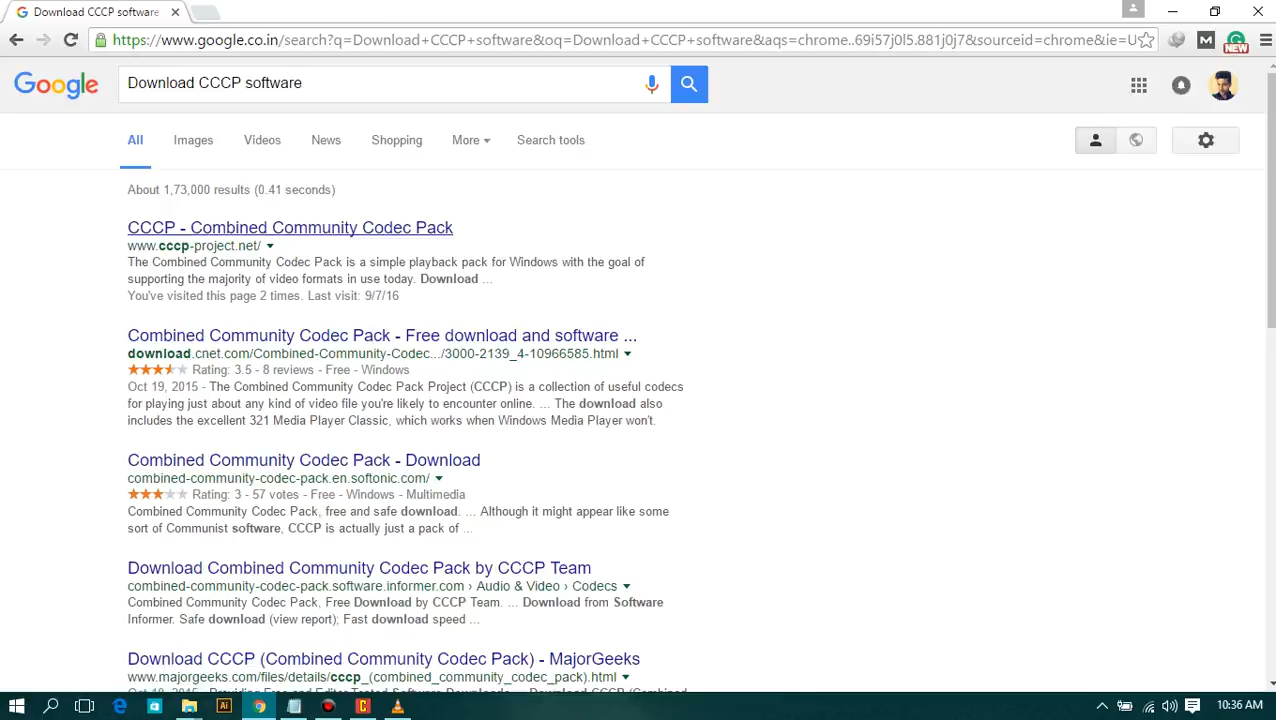 Download CCCP software
https://www.google.co.in/search?q=Download+CCCP+software&oq=Download+CCCP+software&aqs=chrome..69i57j0l5.881j0j7&sourceid=chrome&ie=U
M
NEW
Google
Download CCCP software
All Images Videos News Shopping More Search tools
About 1,73,000 results (0.41 seconds)
CCCP - Combined Community Codec Pack
www.cccp-project.net/
The Combined Community Codec Pack is a simple playback pack for Windows with the goal of
supporting the majority of video formats in use today. Download ...
You've visited this page 2 times. Last visit: 9/7/16
Combined Community Codec Pack - Free download and software ...
download.cnet.com/Combined-Community-Codec.../3000-2139_4-10966585.html
Rating: 3.5 - 8 reviews - Free - Windows
Oct 19, 2015 - The Combined Community Codec Pack Project (CCCP) is a collection of useful codecs
for playing just about any kind of video file you're likely to encounter online. ... The download also
includes the excellent 321 Media Player Classic, which works when Windows Media Player won't.
Combined Community Codec Pack - Download
combined-community-codec-pack.en.softonic.com/
Rating: 3 - 57 votes - Free - Windows - Multimedia
Combined Community Codec Pack, free and safe download. ... Although it might appear like some
sort of Communist software, CCCP is actually just a pack of ...
Download Combined Community Codec Pack by CCCP Team
combined-community-codec-pack.software.informer.com › Audio & Video › Codecs
Combined Community Codec Pack, Free Download by CCCP Team. ... Download from Software
Informer. Safe download (view report); Fast download speed ...
Download CCCP (Combined Community Codec Pack) - MajorGeeks
www.majorgeeks.com/files/details/cccp_(combined_community_codec_pack).html
Ai
10:36 AM